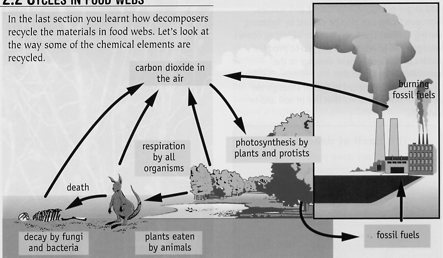 2.2 CYCLES IN FOOD WEBS
In the last section you learnt how decomposers
recycle the materials in food webs. Let's look at
the way some of the chemical elements are
recycled.
carbon dioxide in
the air
burning
fossil fuels
respiration
by all
organisms
photosynthesis by
plants and protists
death
decay by fungi
and bacteria
plants eaten
by animals
fossil fuels